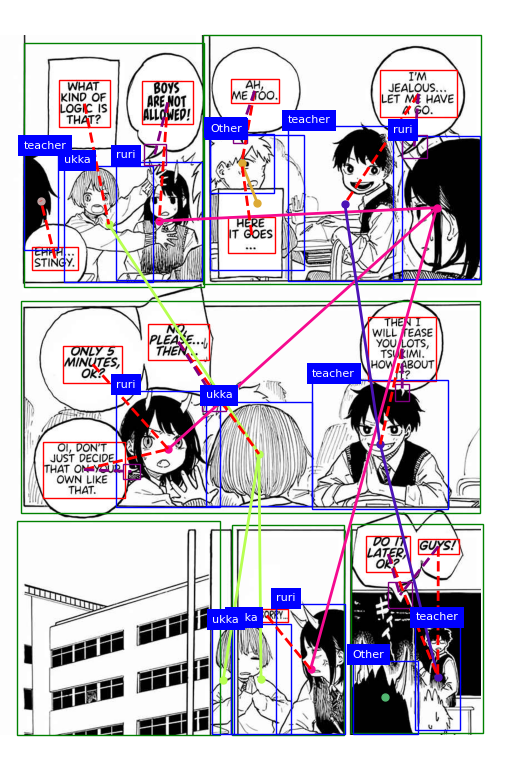 I'M
JEALOUS...
LET ME HAVE
A GO.
ruri
teacher
AH,
ME TOO.
Other
HERE
IT GOES
...
BOYS
ARE NOT
ALLOWED!
ruri
WHAT
KIND OF
LOGIC IS
THAT?
ukka
teacher
EHHH...
STINGY.
THEN I
WILL TEASE
YOU LOTS,
TSUKIMI.
HOW ABOUT
teacher
NO,
PLEASE...
THEN...
ukka
ONLY 5
MINUTES,
OK?
ruri
OI, DON'T
JUST DECIDE
THAT ON YOUR
OWN LIKE
THAT.
GUYS!
DO IT
LATER,
OK?
teacher
Other
ruri
ka
ukka